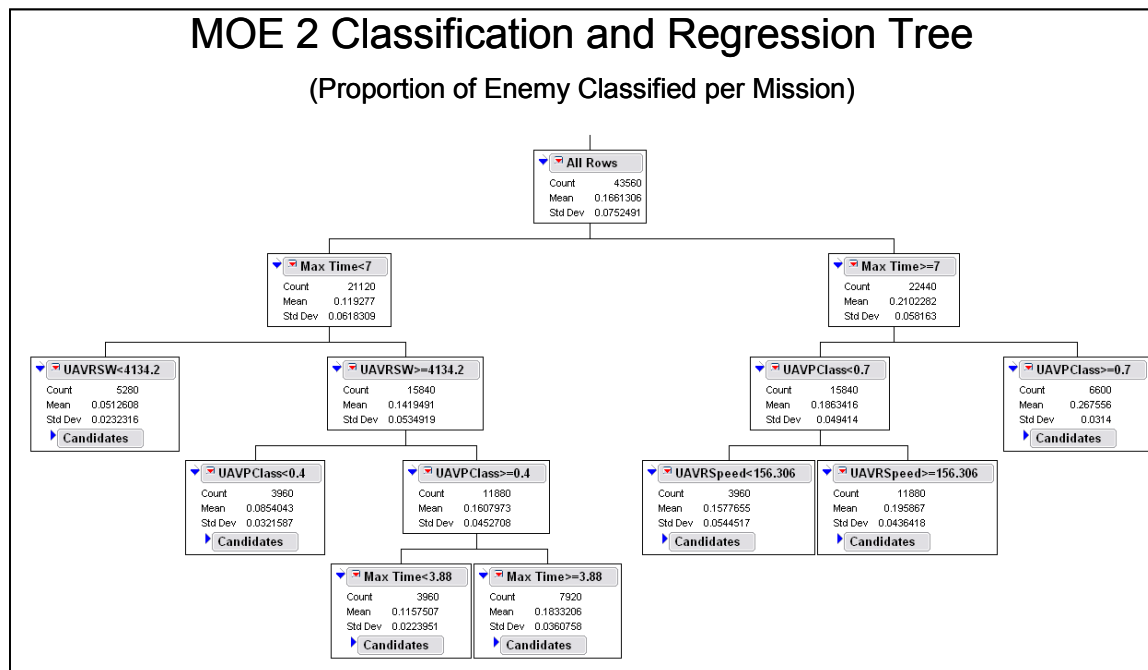 MOE 2 Classification and Regression Tree
(Proportion of Enemy Classified per Mission)
All Rows
Count 43560
Mean 0.1661306
Std Dev 0.0752491
Max Time<7
Count 21120
Mean 0.119277
Std Dev 0.0618309
Max Time>=7
Count 22440
Mean 0.2102282
Std Dev 0.058163
UAVRSW<4134.2
Count 5280
Mean 0.0512608
Std Dev 0.0232316
Candidates
UAVRSW>=4134.2
Count 15840
Mean 0.1419491
Std Dev 0.0534919
UAVPClass<0.7
Count 15840
Mean 0.1863416
Std Dev 0.049414
UAVPClass>=0.7
Count 6600
Mean 0.267556
Std Dev 0.0314
Candidates
UAVPClass<0.4
Count 3960
Mean 0.0854043
Std Dev 0.0321587
Candidates
UAVPClass>=0.4
Count 11880
Mean 0.1607973
Std Dev 0.0452708
UAVRSpeed<156.306
Count 3960
Mean 0.1577655
Std Dev 0.0544517
Candidates
UAVRSpeed>=156.306
Count 11880
Mean 0.195867
Std Dev 0.0436418
Candidates
Max Time<3.88
Count 3960
Mean 0.1157507
Std Dev 0.0223951
Candidates
Max Time>=3.88
Count 7920
Mean 0.1833206
Std Dev 0.0360758
Candidates